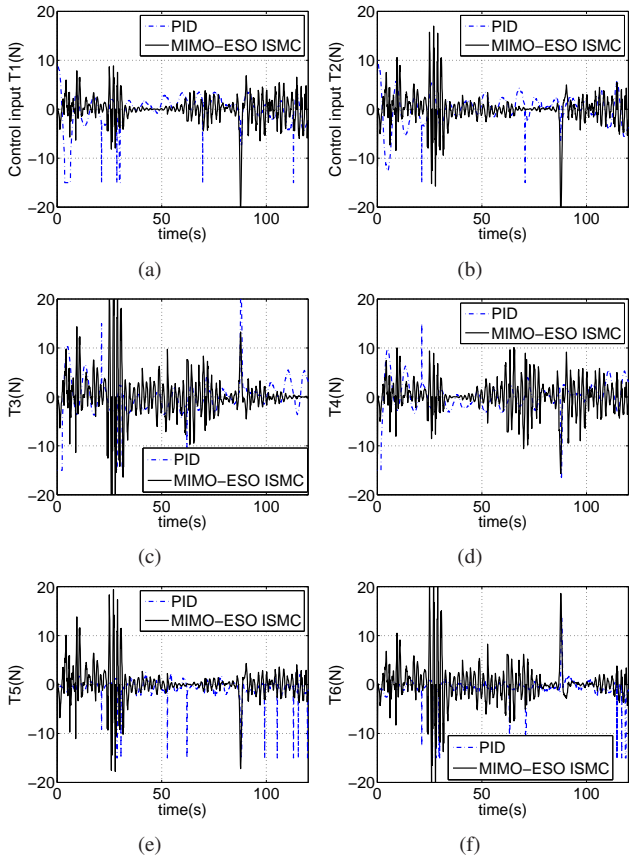 20
PID
MIMO−ESO ISMC
10
0
−10
−20
0
50
100
Control input T1(N)
time(s)
(a)
20
PID
MIMO−ESO ISMC
10
0
−10
−20
0
50
100
Control input T2(N)
time(s)
(b)
20
10
0
−10
−20
PID
MIMO−ESO ISMC
0
50
100
T3(N)
time(s)
(c)
20
PID
MIMO−ESO ISMC
10
0
−10
−20
0
50
100
T4(N)
time(s)
(d)
20
PID
MIMO−ESO ISMC
10
0
−10
−20
0
50
100
T5(N)
time(s)
(e)
20
10
0
−10
−20
PID
MIMO−ESO ISMC
0
50
100
T6(N)
time(s)
(f)